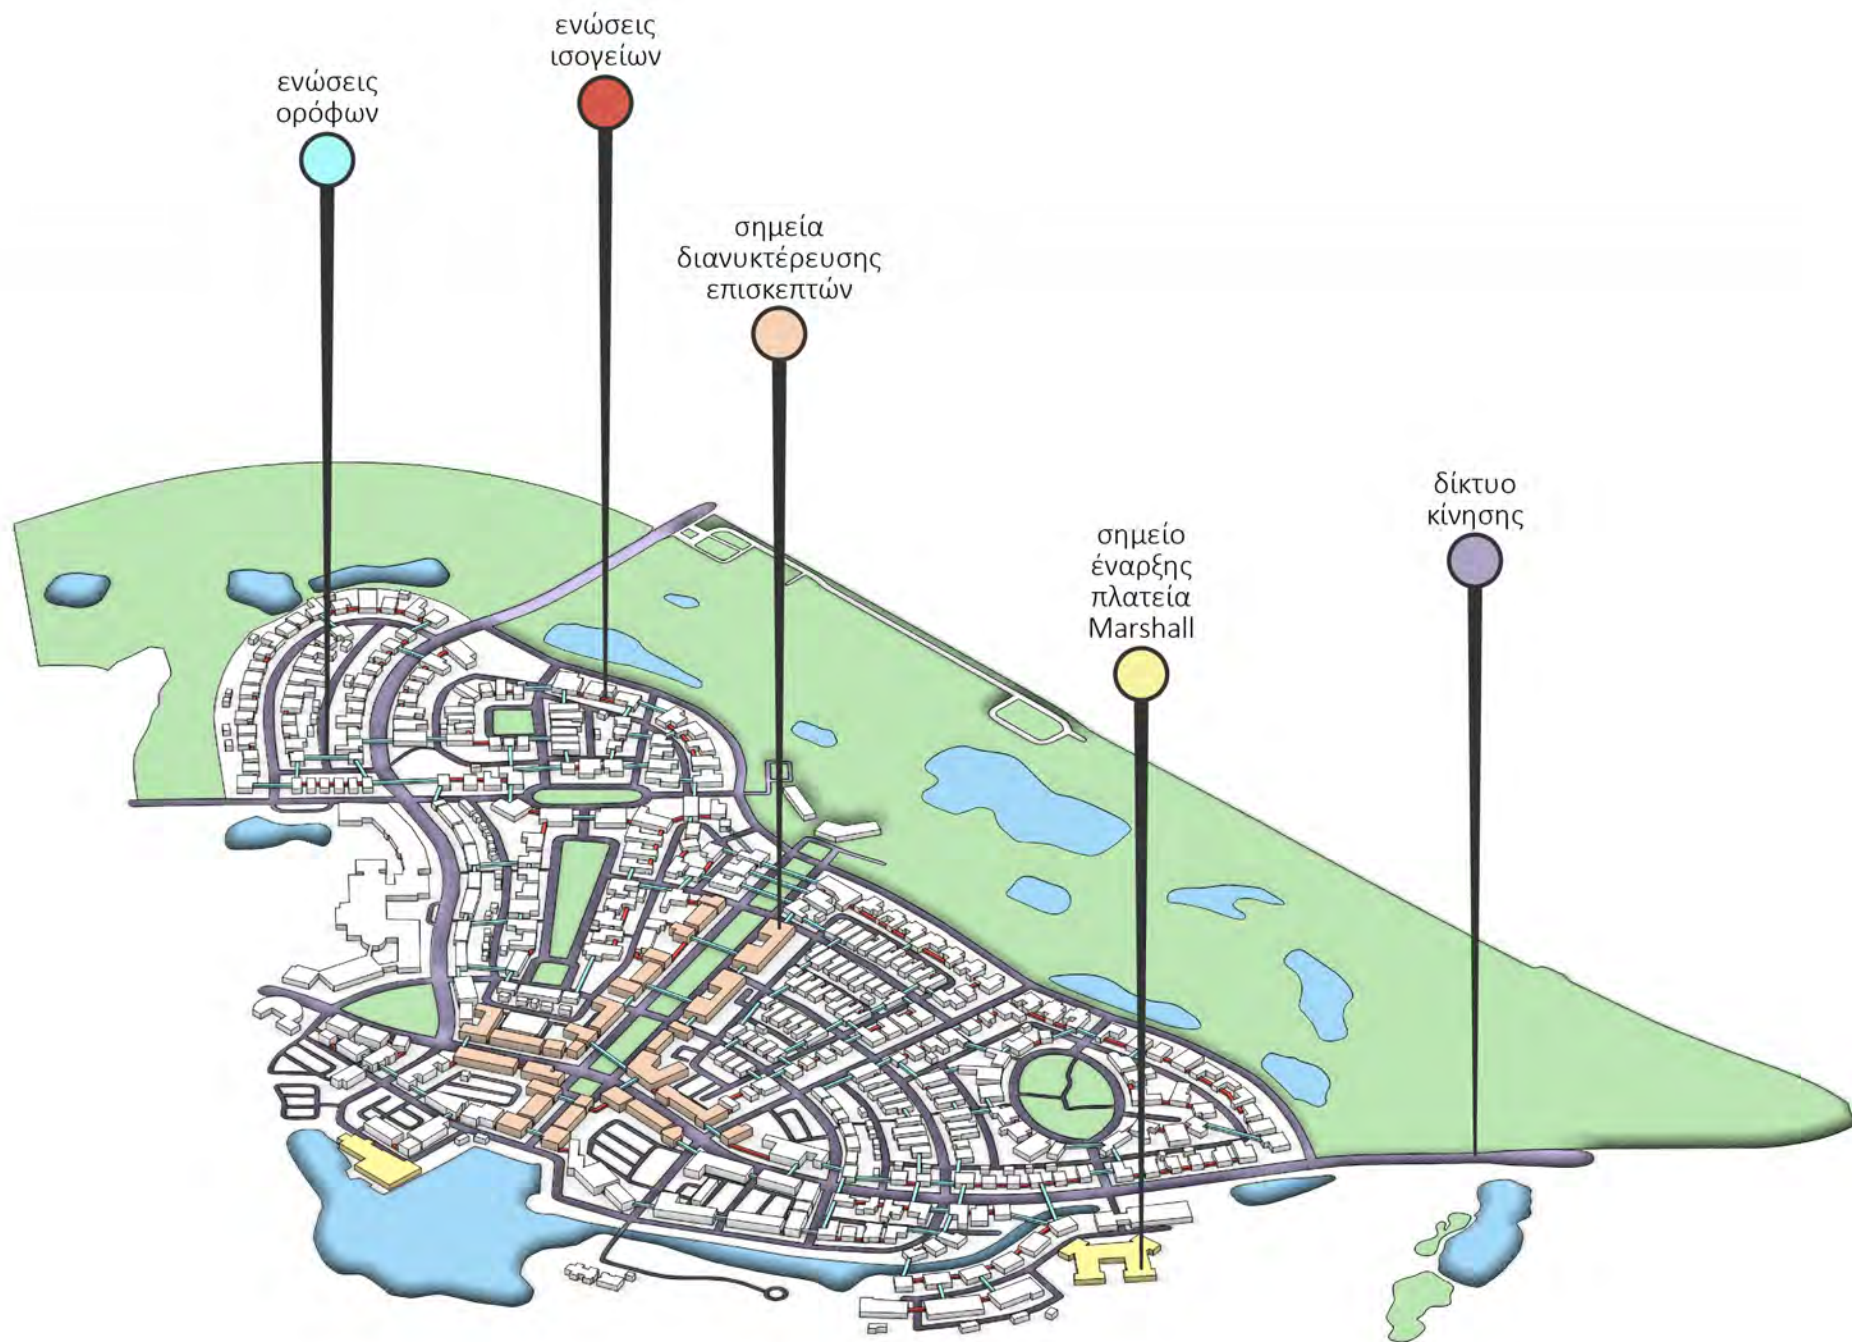 ενώσεις
ορόφων
ενώσεις
ισογείων
σημεία
διανυκτέρευσης
επισκεπτών
σημείο
έναρξης
πλατεία
Marshall
δίκτυο
κίνησης